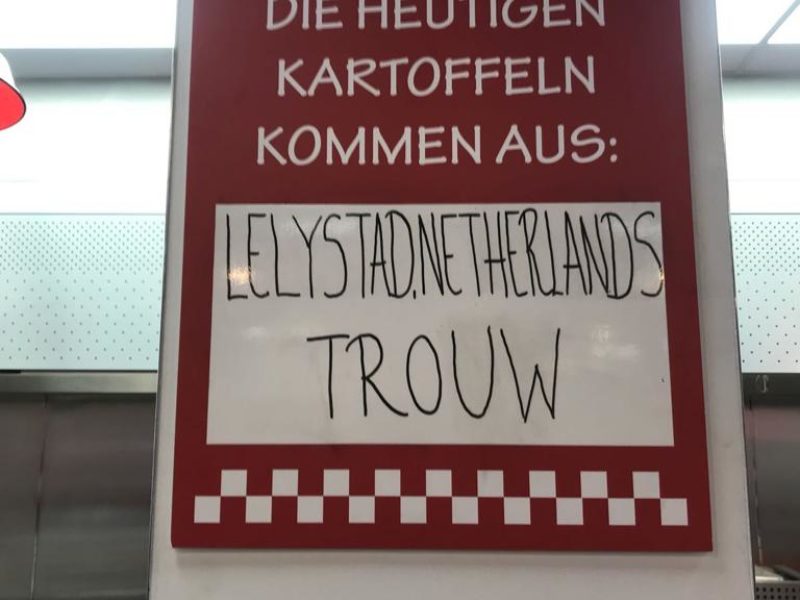 DIE HEUTIGEN
KARTOFFELN
KOMMEN AUS:
LELYSTAD.NETHERLANDS
TROUW